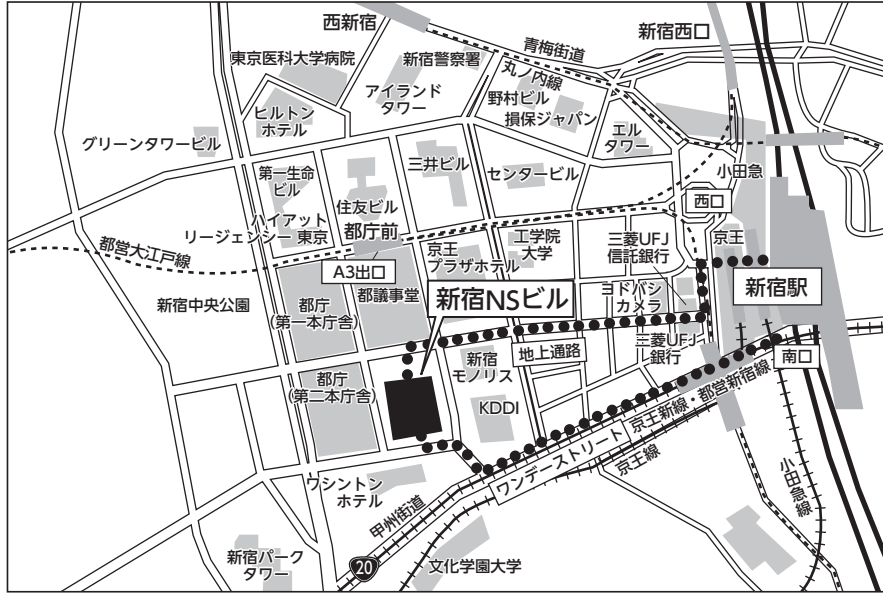 西新宿
新宿西口
青梅街道
東京医科大学病院
新宿警察署
丸ノ内線
アイランド
タワー
野村ビル
損保ジャパン
ヒルトン
ホテル
エル
タワー
グリーンタワービル
小田急
第一生命
ビル
三井ビル
センタービル
住友ビル
西口
ハイアット
リージェンシー 東京
都庁前
工学院
大学
三菱UFJ
信託銀行
京王
都営大江戸線
A3出口
京王
プラザホテル
新宿駅
新宿中央公園
都庁
(第一本庁舎)
都議事堂
新宿NSビル
ヨドバシ
カメラ
地上通路
三菱UFJ
銀行
南口
新宿
モノリス
都庁
(第二本庁舎)
KDDI
京王新線・都営新宿線
ワンデーストリート
京王線
小田急線
ワシントン
ホテル
甲州街道
20
新宿パーク
タワー
文化学園大学